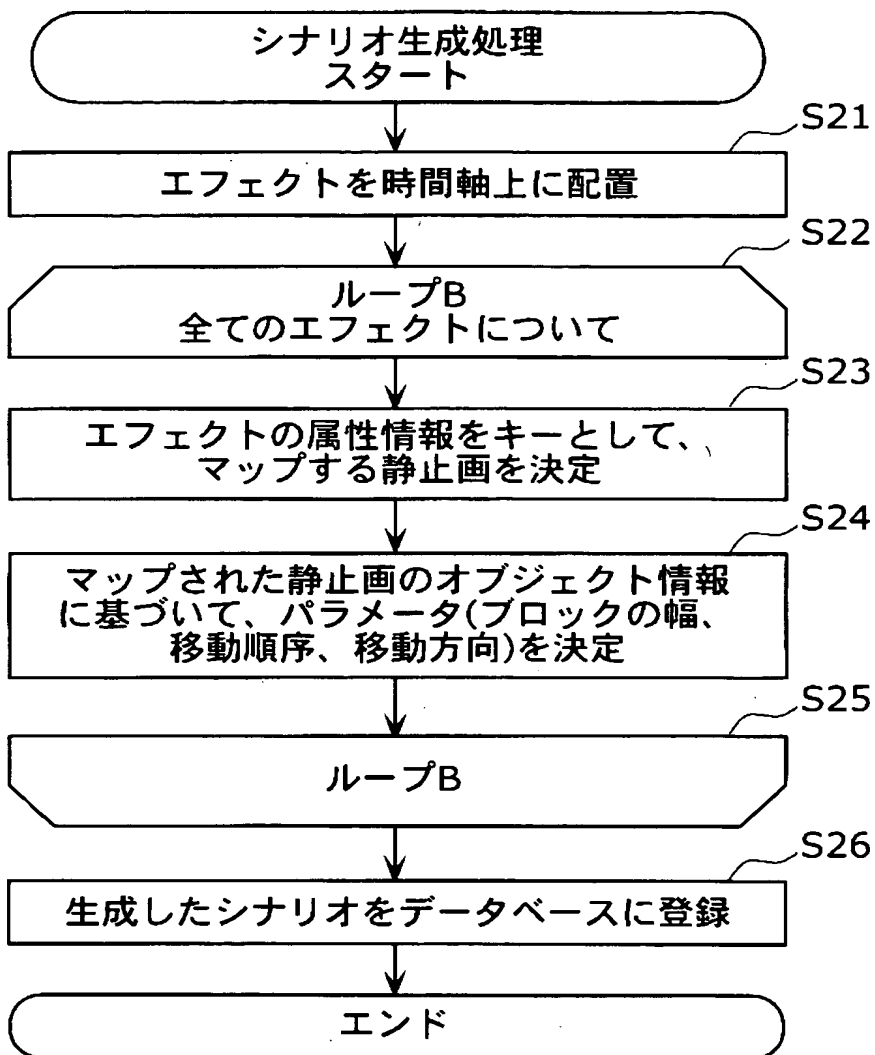 シナリオ生成処理
スタート
S21
エフェクトを時間軸上に配置
S22
ループB
全てのエフェクトについて
S23
エフェクトの属性情報をキーとして、
マップする静止画を決定
S24
マップされた静止画のオブジェクト情報
に基づいて、パラメータ(ブロックの幅、
移動順序、移動方向)を決定
S25
ループB
S26
生成したシナリオをデータベースに登録
エンド